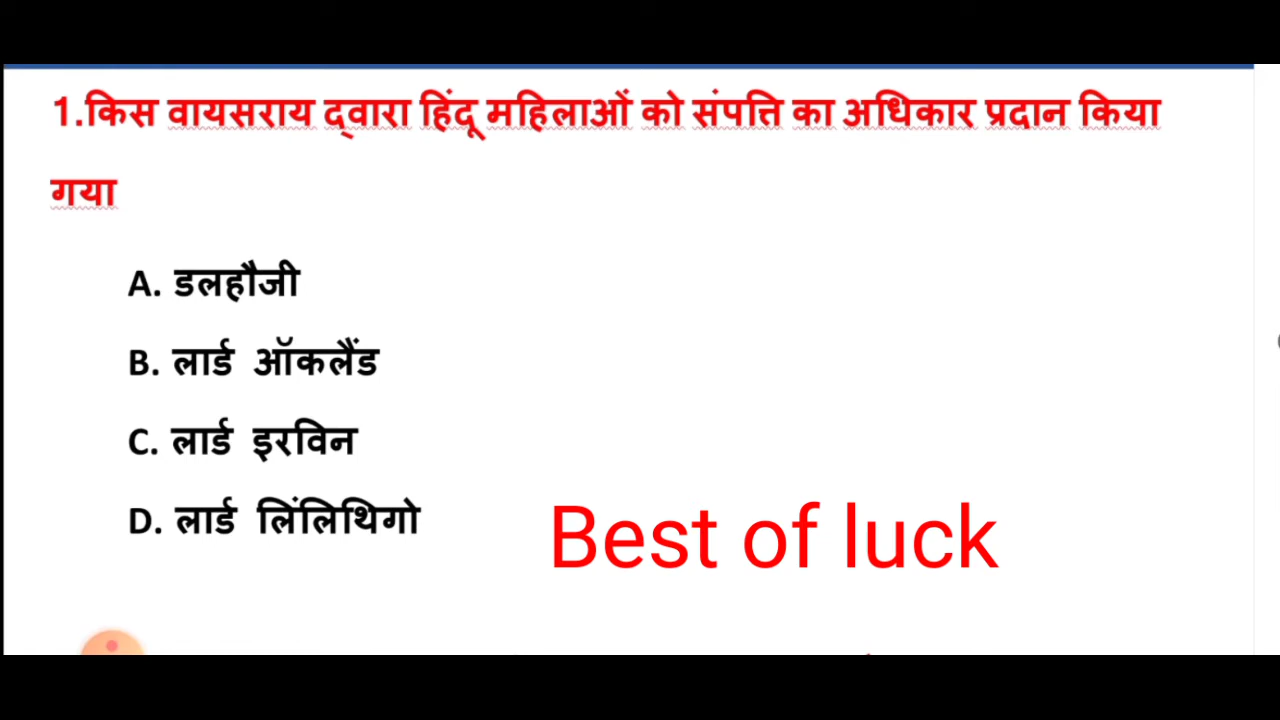 1.किस वायसराय द्वारा हिंदू महिलाओं को संपत्ति का अधिकार प्रदान किया
गया
A. डलहौजी
B. लार्ड ऑकलैंड
C. लार्ड इरविन
D. लार्ड लिंलिथिगो
Best of luck